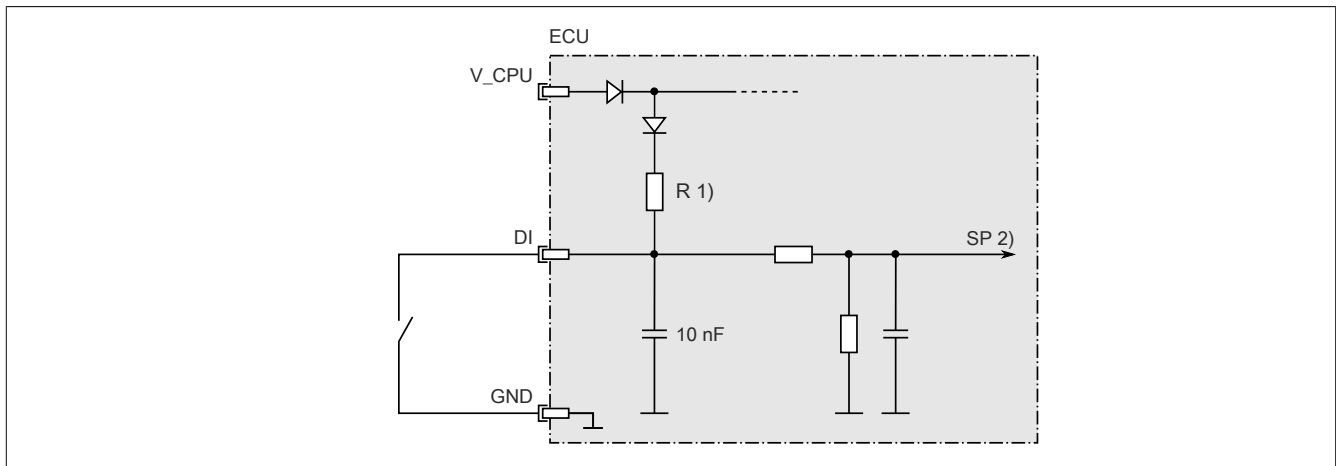 ECU
V_CPU
R 1)
DI
SP 2)
10 nF
GND